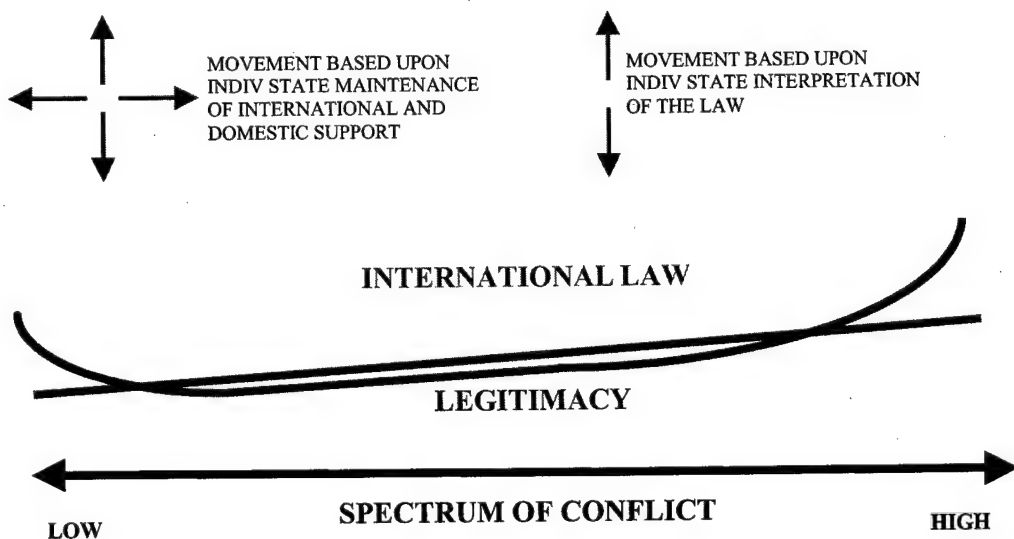 MOVEMENT BASED UPON
INDIV STATE MAINTENANCE
OF INTERNATIONAL AND
DOMESTIC SUPPORT
MOVEMENT BASED UPON
INDIV STATE INTERPRETATION
OF THE LAW
INTERNATIONAL LAW
LEGITIMACY
SPECTRUM OF CONFLICT
LOW
HIGH